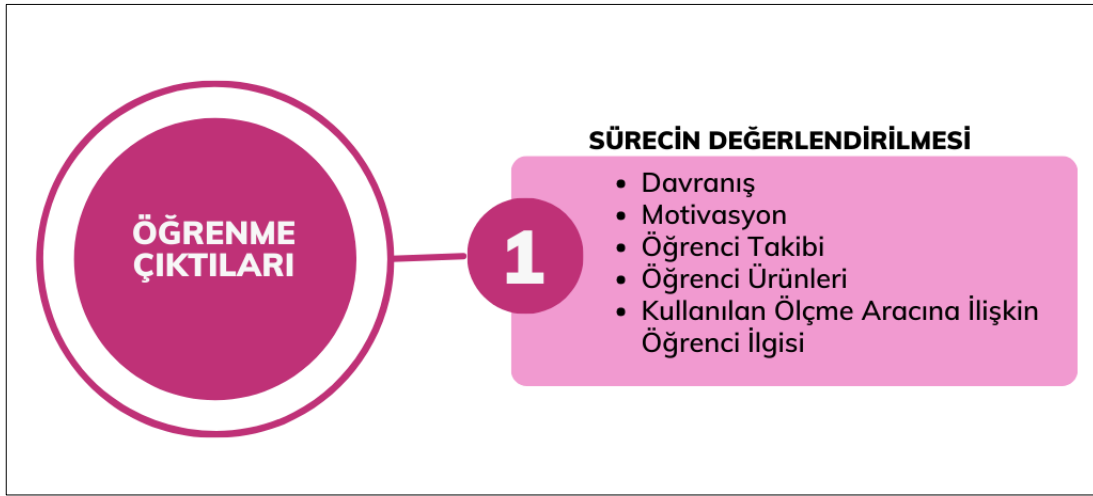 ÖĞRENME
ÇIKTILARI
1
SÜRECİN DEĞERLENDİRİLMESİ
• Davranış
• Motivasyon
• Öğrenci Takibi
• Öğrenci Ürünleri
• Kullanılan Ölçme Aracına İlişkin
Öğrenci İlgisi